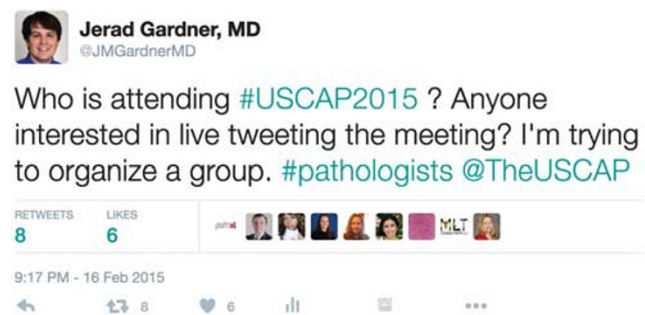 Jerad Gardner, MD
@JMGardnerMD
Who is attending #USCAP2015 ? Anyone
interested in live tweeting the meeting? I'm trying
to organize a group. #pathologists @TheUSCAP
RETWEETS LIKES
8 6
MLT
9:17 PM - 16 Feb 2015
8 6